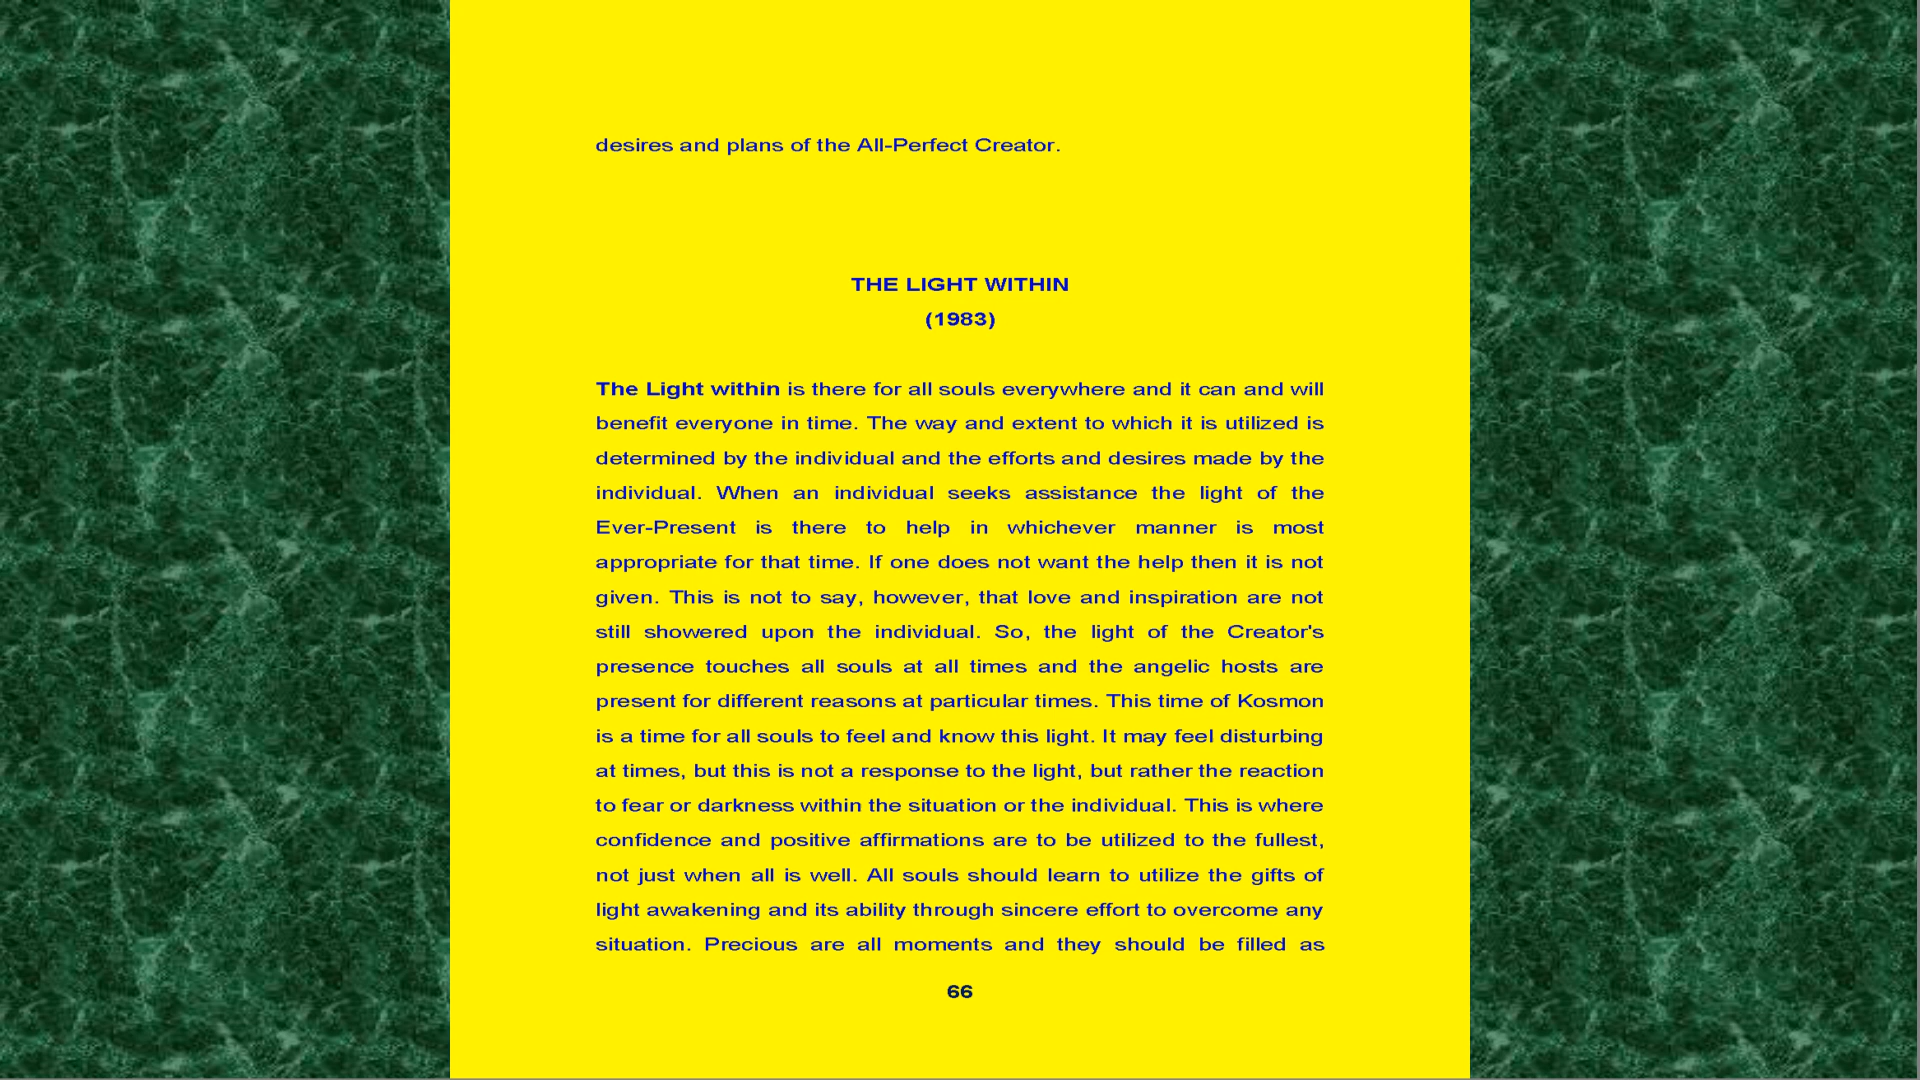 desires and plans of the All-Perfect Creator.
THE LIGHT WITHIN
(1983)
The Light within is there for all souls everywhere and it can and will
benefit everyone in time. The way and extent to which it is utilized is
determined by the individual and the efforts and desires made by the
individual. When an individual seeks assistance the light of the
Ever-Present is there to help in whichever manner is most
appropriate for that time. If one does not want the help then it is not
given. This is not to say, however, that love and inspiration are not
still showered upon the individual. So, the light of the Creator's
presence touches all souls at all times and the angelic hosts are
present for different reasons at particular times. This time of Kosmon
is a time for all souls to feel and know this light. It may feel disturbing
at times, but this is not a response to the light, but rather the reaction
to fear or darkness within the situation or the individual. This is where
confidence and positive affirmations are to be utilized to the fullest,
not just when all is well. All souls should learn to utilize the gifts of
light awakening and its ability through sincere effort to overcome any
situation. Precious are all moments and they should be filled as
66